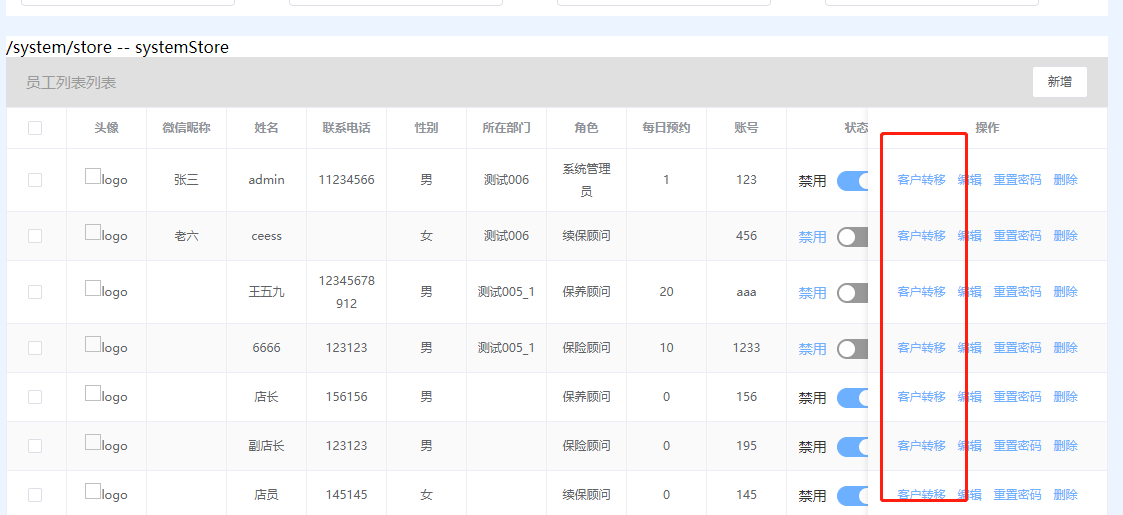 /system/store -- systemStore
员工列表列表 新增
头像 微信昵称 姓名 联系电话 性别 所在部门 角色 每日预约 账号 状态 操作
logo 张三 admin 11234566 男 测试006 系统管理员 1 123 禁用 客户转移 编辑 重置密码 删除
logo 老六 ceess 女 测试006 续保顾问 456 禁用 客户转移 编辑 重置密码 删除
logo 王五九 12345678912 男 测试005_1 保养顾问 20 aaa 禁用 客户转移 编辑 重置密码 删除
logo 6666 123123 男 测试005_1 保险顾问 10 1233 禁用 客户转移 编辑 重置密码 删除
logo 店长 156156 男 保养顾问 0 156 禁用 客户转移 编辑 重置密码 删除
logo 副店长 123123 男 保险顾问 0 195 禁用 客户转移 编辑 重置密码 删除
logo 店员 145145 女 续保顾问 0 145 禁用 客户转移 编辑 重置密码 删除